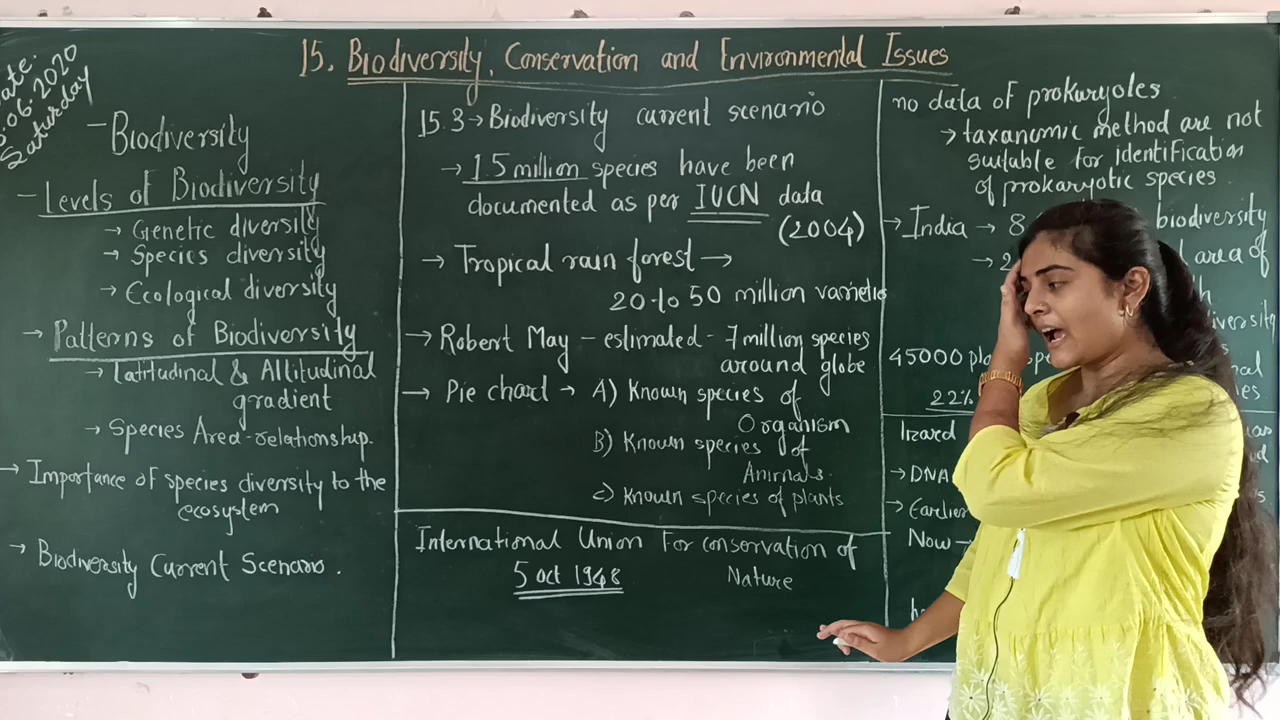 15. Biodiversity, Conservation and Environmental Issues
ate:
06.2020
Saturday
- Biodiversity
- Levels of Biodiversity
→ Genetic diversity
→ Species diversity
→ Ecological diversity
→ Patterns of Biodiversity
→ Latitudinal & Altitudinal
gradient
→ Species Area-relationship.
→ Importance of species diversity to the
ecosystem
→ Biodiversity Current Scenario.
15.3 → Biodiversity current scenario
→ 1.5 million species have been
documented as per IUCN data
(2004)
→ Tropical rain forest →
20 to 50 million varieties
→ Robert May - estimated - 7 million species
around globe
→ Pie chart → A) Known species of
Organism
B) Known species of
Animals.
C) Known species of plants
International Union For conservation of
5 oct 1948 Nature
no data of prokaryotes
→ taxanomic method are not
suitable for identification
of prokaryotic species.
→ India → 8 biodiversity
→ 2 area of
iversity
45000
22%
lizard
→ DNA
→ Earlier
Now →